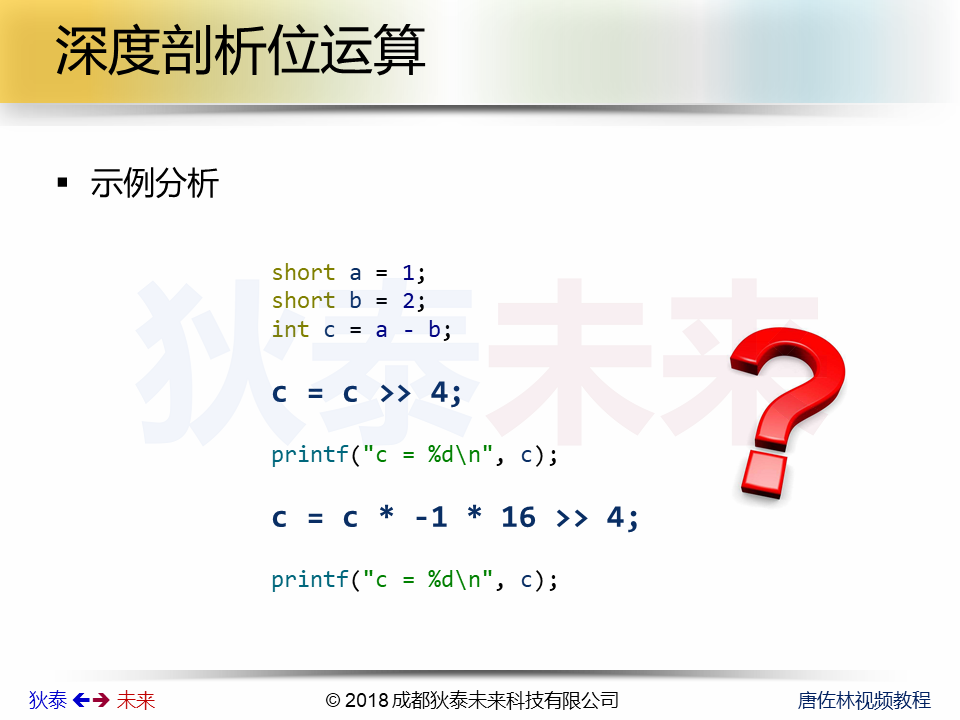 深度剖析位运算
▪ 示例分析
狄泰未来
short a = 1;
short b = 2;
int c = a - b;
c = c >> 4;
printf("c = %d\n", c);
c = c * -1 * 16 >> 4;
printf("c = %d\n", c);
狄泰 ←→ 未来
© 2018 成都狄泰未来科技有限公司
唐佐林视频教程